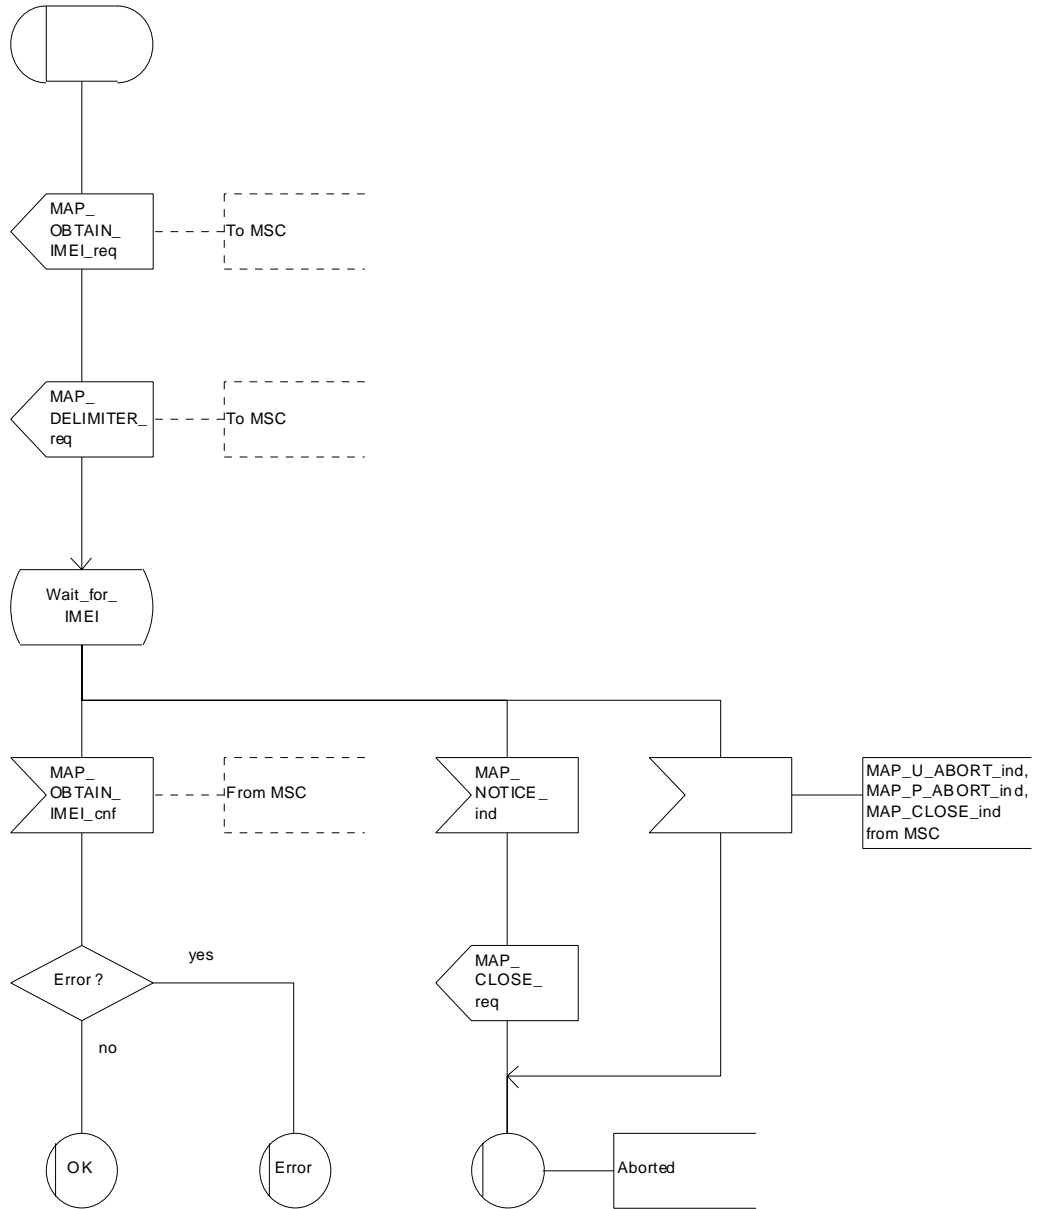 MAP_
OBTAIN_
IMEI_req
To MSC
MAP_
DELIMITER_
req
To MSC
Wait_for_
IMEI
MAP_
OBTAIN_
IMEI_cnf
From MSC
MAP_
NOTICE_
ind
MAP_U_ABORT_ind,
MAP_P_ABORT_ind,
MAP_CLOSE_ind
from MSC
Error ?
yes
no
MAP_
CLOSE_
req
OK
Error
Aborted